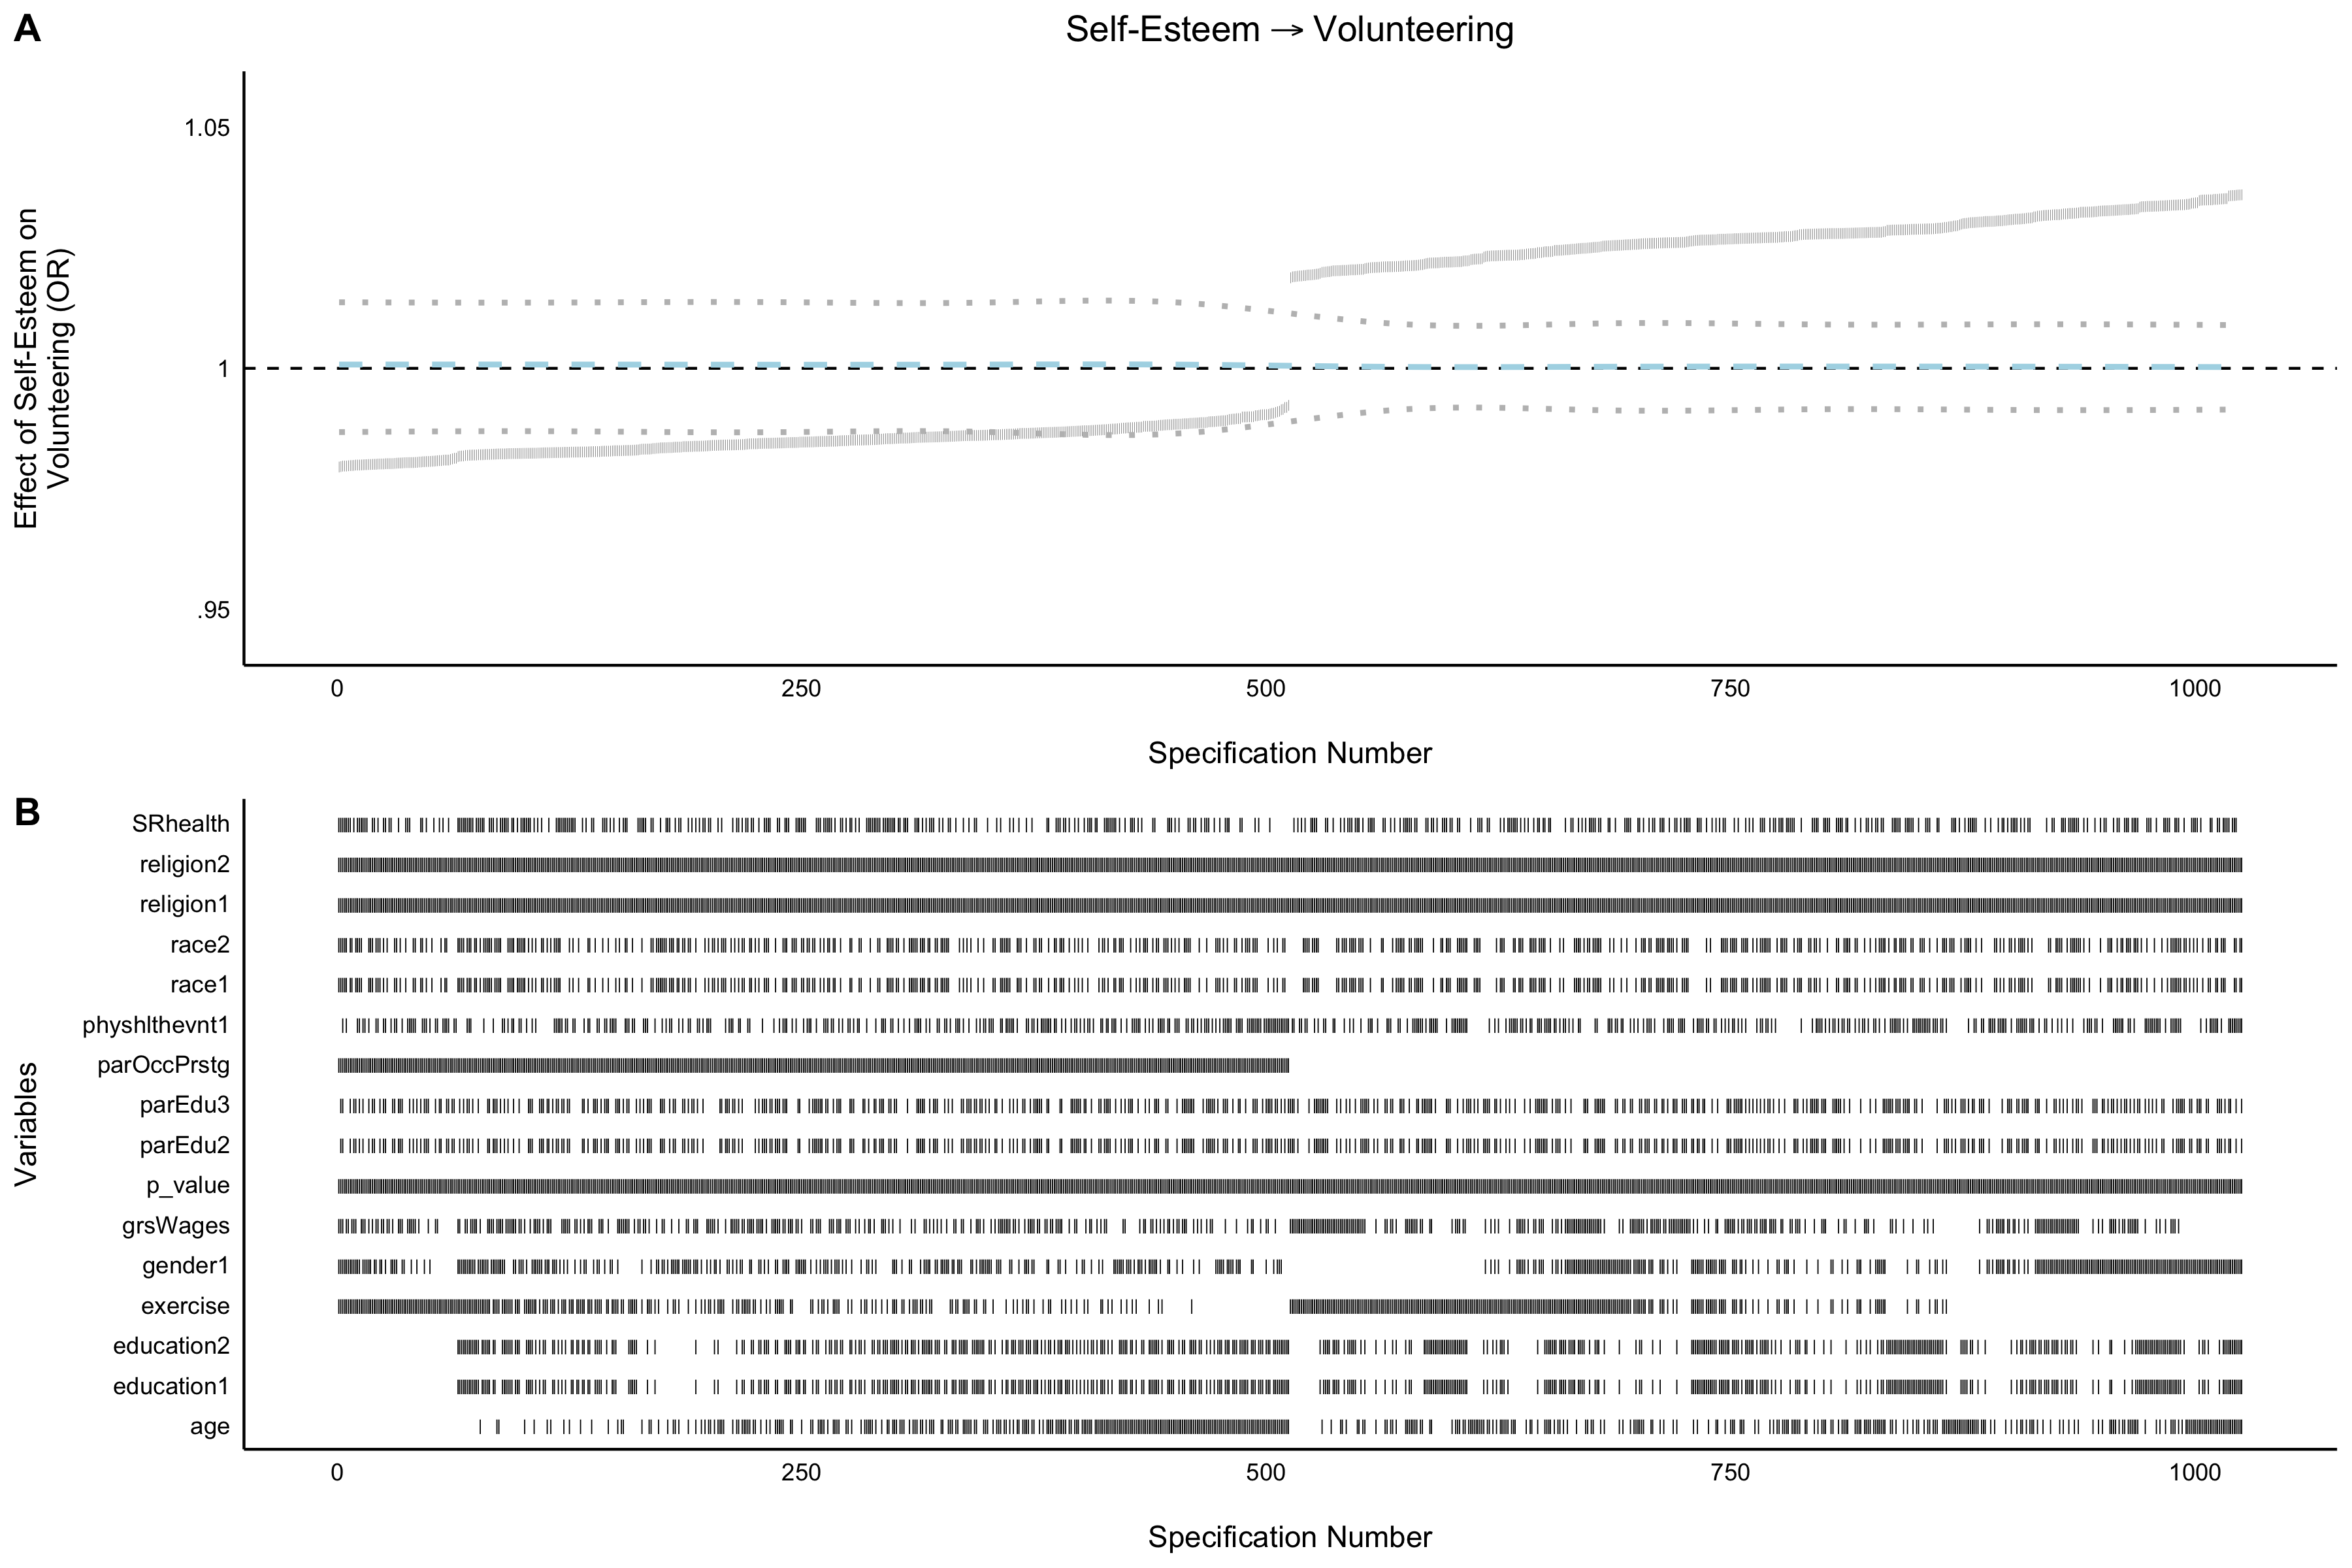 A
Self-Esteem → Volunteering
Effect of Self-Esteem on
Volunteering (OR)
1.05
1
.95
0 250 500 750 1000
Specification Number
B
Variables
SRhealth
religion2
religion1
race2
race1
physhlthevnt1
parOccPrstg
parEdu3
parEdu2
p_value
grsWages
gender1
exercise
education2
education1
age
0 250 500 750 1000
Specification Number